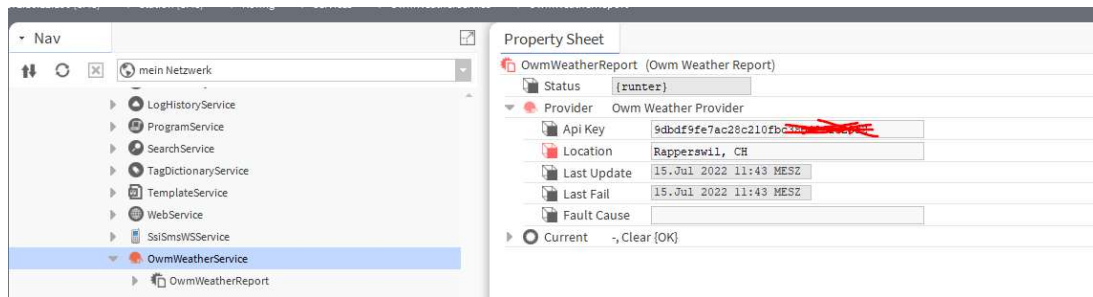 Nav
Property Sheet
mein Netzwerk
OwmWeatherReport (Owm Weather Report)
Status {runter}
LogHistoryService
Provider Owm Weather Provider
ProgramService
Api Key
SearchService
Location Rapperswil, CH
TagDictionaryService
Last Update 15.Jul 2022 11:43 MESZ
TemplateService
Last Fail 15.Jul 2022 11:43 MESZ
WebService
Fault Cause
SsiSmsWSService
Current -, Clear {OK}
OwmWeatherService
OwmWeatherReport